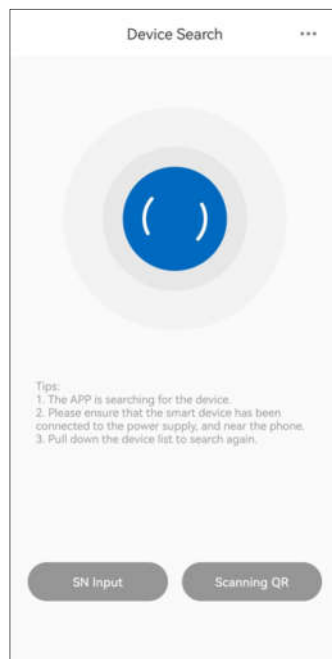 Device Search
Tips:
1. The APP is searching for the device.
2. Please ensure that the smart device has been
connected to the power supply, and near the phone.
3. Pull down the device list to search again.
SN Input
Scanning QR